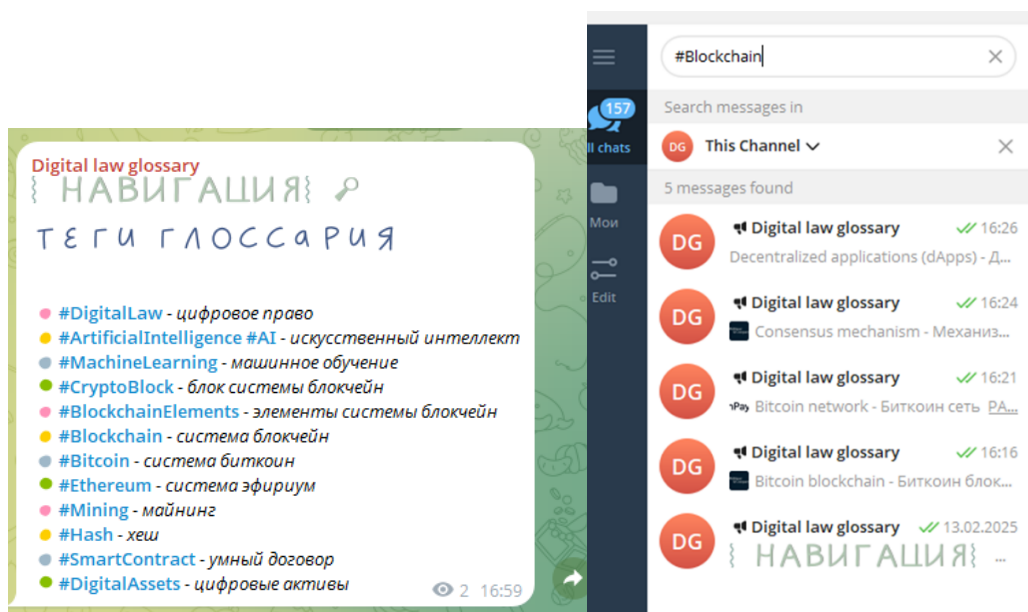 Digital law glossary
НАВИГАЦИЯ
ТЕГИ ГЛОССАРИЯ
#DigitalLaw - цифровое право
#ArtificialIntelligence #AI - искусственный интеллект
#MachineLearning - машинное обучение
#CryptoBlock - блок системы блокчейн
#BlockchainElements - элементы системы блокчейн
#Blockchain - система блокчейн
#Bitcoin - система биткоин
#Ethereum - система эфириум
#Mining - майнинг
#Hash - хеш
#SmartContract - умный договор
#DigitalAssets - цифровые активы
2 16:59
157
ll chats
Мои
Edit
#Blockchain
Search messages in
DG This Channel
5 messages found
DG Digital law glossary 16:26
Decentralized applications (dApps) - Д...
DG Digital law glossary 16:24
Consensus mechanism - Механиз...
DG Digital law glossary 16:21
Bitcoin network - Биткоин сеть PA...
DG Digital law glossary 16:16
Bitcoin blockchain - Биткоин блок...
DG Digital law glossary 13.02.2025
НАВИГАЦИЯ ...